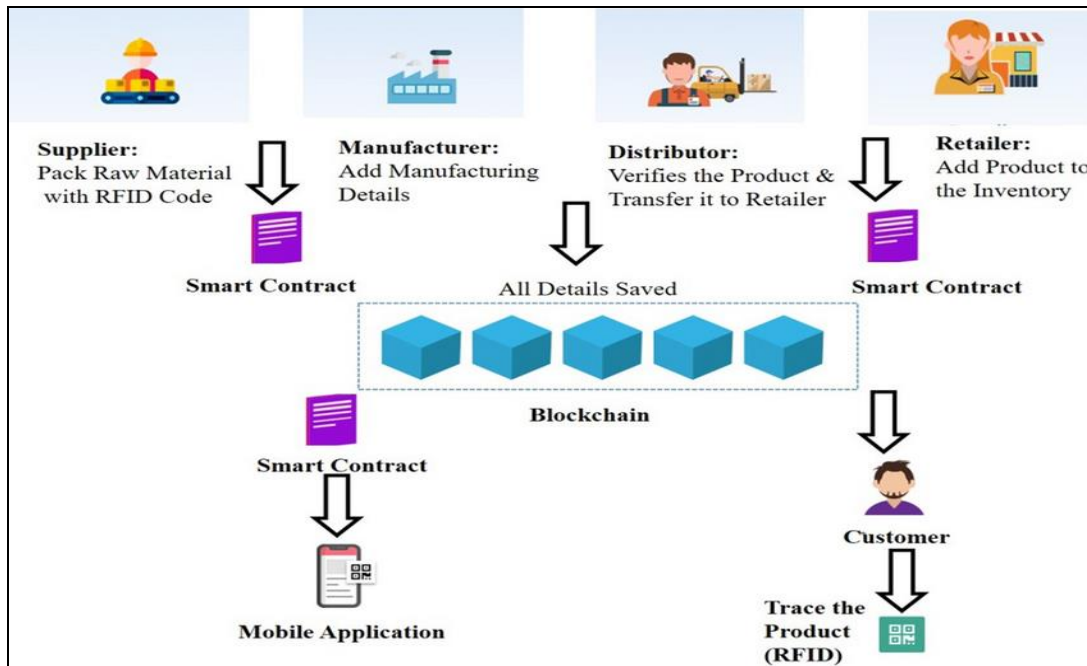 Supplier:
Pack Raw Material
with RFID Code
Manufacturer:
Add Manufacturing
Details
Distributor:
Verifies the Product &
Transfer it to Retailer
Retailer:
Add Product to
the Inventory
Smart Contract
All Details Saved
Smart Contract
Blockchain
Smart Contract
Customer
Mobile Application
Trace the
Product
(RFID)